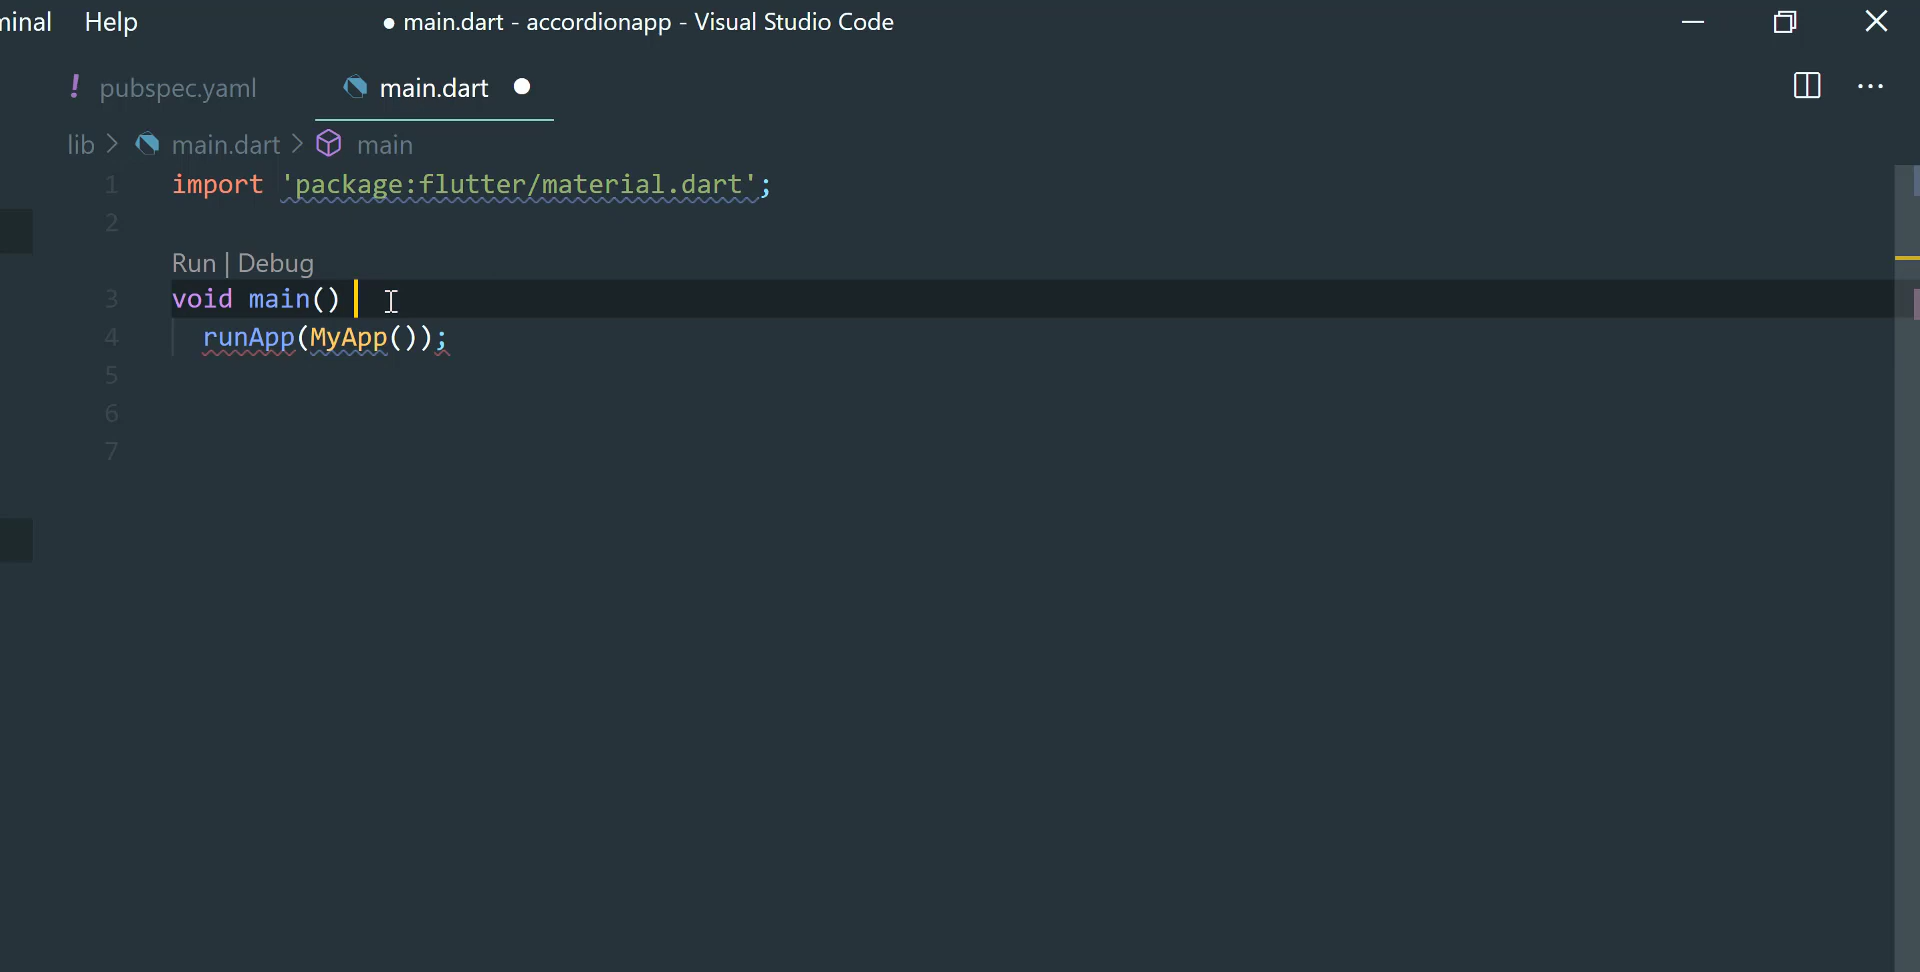 Help
● main.dart - accordionapp - Visual Studio Code
! pubspec.yaml
main.dart
lib > main.dart > main
1 import 'package:flutter/material.dart';
2
Run | Debug
3 void main()
4 runApp(MyApp());
5
6
7